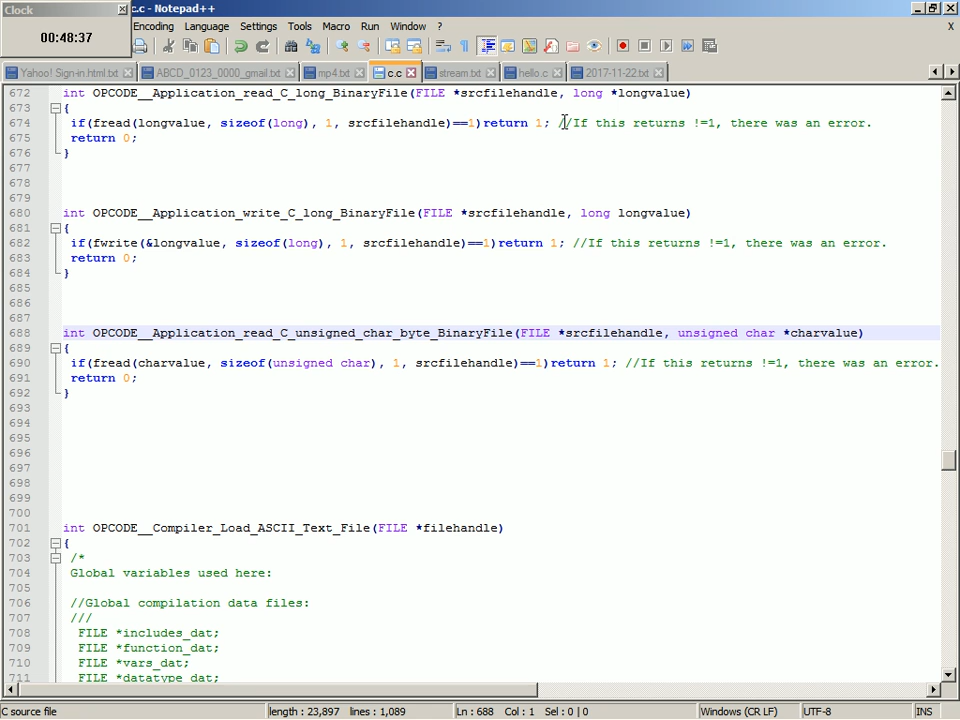 Clock
c.c - Notepad++
00:48:37
Encoding Language Settings Tools Macro Run Window ? X
Yahoo! Sign-in.html.txt ABCD_0123_0000_gmail.txt mp4.txt c.c stream.txt hello.c 2017-11-22.txt
672 int OPCODE__Application_read_C_long_BinaryFile(FILE *srcfilehandle, long *longvalue)
673 {
674 if(fread(longvalue, sizeof(long), 1, srcfilehandle)==1)return 1; //If this returns !=1, there was an error.
675 return 0;
676 }
677
678
679
680 int OPCODE__Application_write_C_long_BinaryFile(FILE *srcfilehandle, long longvalue)
681 {
682 if(fwrite(&longvalue, sizeof(long), 1, srcfilehandle)==1)return 1; //If this returns !=1, there was an error.
683 return 0;
684 }
685
686
687
688 int OPCODE__Application_read_C_unsigned_char_byte_BinaryFile(FILE *srcfilehandle, unsigned char *charvalue)
689 {
690 if(fread(charvalue, sizeof(unsigned char), 1, srcfilehandle)==1)return 1; //If this returns !=1, there was an error.
691 return 0;
692 }
693
694
695
696
697
698
699
700
701 int OPCODE__Compiler_Load_ASCII_Text_File(FILE *filehandle)
702 {
703 /*
704 Global variables used here:
705
706 //Global compilation data files:
707 ///
708 FILE *includes_dat;
709 FILE *function_dat;
710 FILE *vars_dat;
711 FILE *datatype_dat;
C source file length : 23,897 lines : 1,089 Ln : 688 Col : 1 Sel : 0 | 0 Windows (CR LF) UTF-8 INS